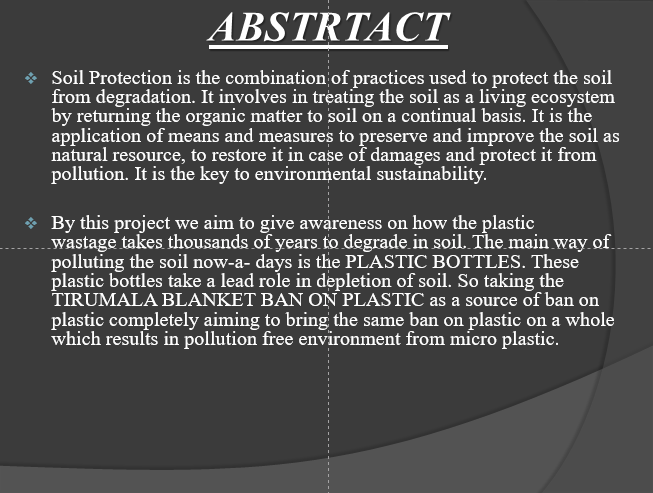 ABSTRTACT
Soil Protection is the combination of practices used to protect the soil
from degradation. It involves in treating the soil as a living ecosystem
by returning the organic matter to soil on a continual basis. It is the
application of means and measures to preserve and improve the soil as
natural resource, to restore it in case of damages and protect it from
pollution. It is the key to environmental sustainability.
By this project we aim to give awareness on how the plastic
wastage takes thousands of years to degrade in soil. The main way of
polluting the soil now-a- days is the PLASTIC BOTTLES. These
plastic bottles take a lead role in depletion of soil. So taking the
TIRUMALA BLANKET BAN ON PLASTIC as a source of ban on
plastic completely aiming to bring the same ban on plastic on a whole
which results in pollution free environment from micro plastic.